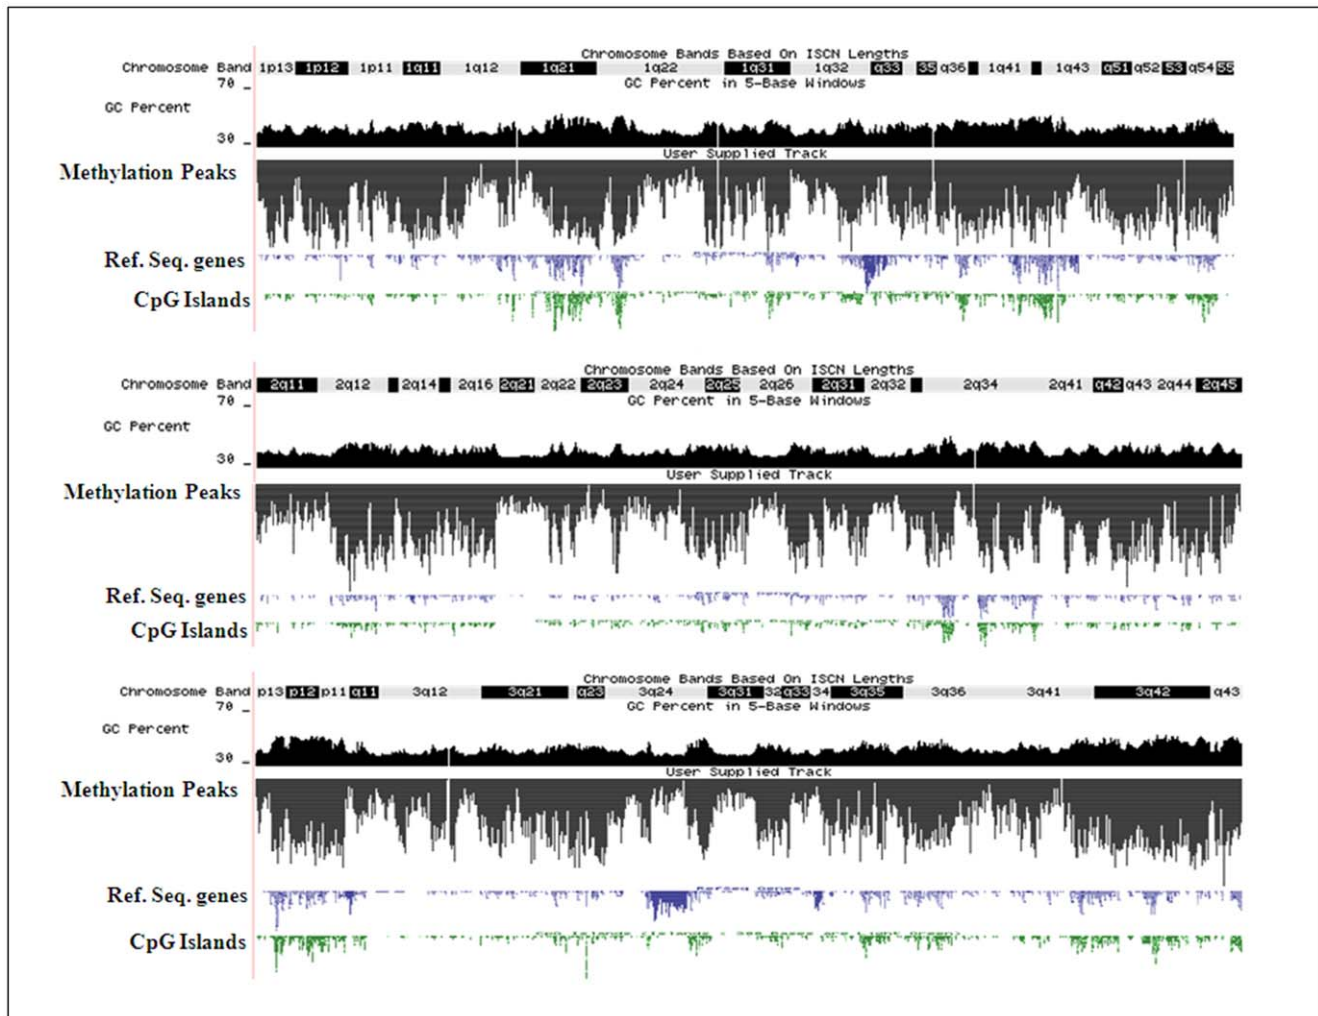 Chromosome Bands Based On ISCN Lengths
Chromosome Band 1p13 1p12 1p11 1q11 1q12 1q21 1q22 1q31 1q32 q33 35 q36 1q41 1q43 q51 q52 53 q54 55
70 _ GC Percent in 5-Base Windows
GC Percent
30 _
User Supplied Track
Methylation Peaks
Ref. Seq. genes
CpG Islands
Chromosome Bands Based On ISCN Lengths
Chromosome Band 2q11 2q12 2q14 2q16 2q21 2q22 2q23 2q24 2q25 2q26 2q31 2q32 2q34 2q41 q42 q43 2q44 2q45
70 _ GC Percent in 5-Base Windows
GC Percent
30 _
User Supplied Track
Methylation Peaks
Ref. Seq. genes
CpG Islands
Chromosome Bands Based On ISCN Lengths
Chromosome Band p13 p12 p11 q11 3q12 3q21 q23 3q24 3q31 32 q33 34 3q35 3q36 3q41 3q42 q43
70 _ GC Percent in 5-Base Windows
GC Percent
30 _
User Supplied Track
Methylation Peaks
Ref. Seq. genes
CpG Islands